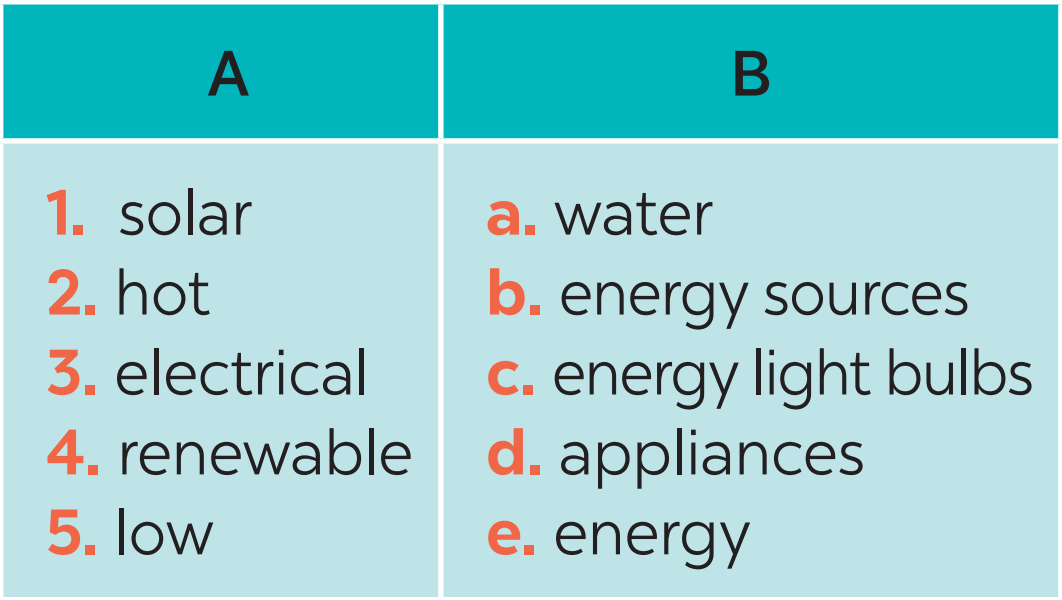 A B
1. solar a. water
2. hot b. energy sources
3. electrical c. energy light bulbs
4. renewable d. appliances
5. low e. energy